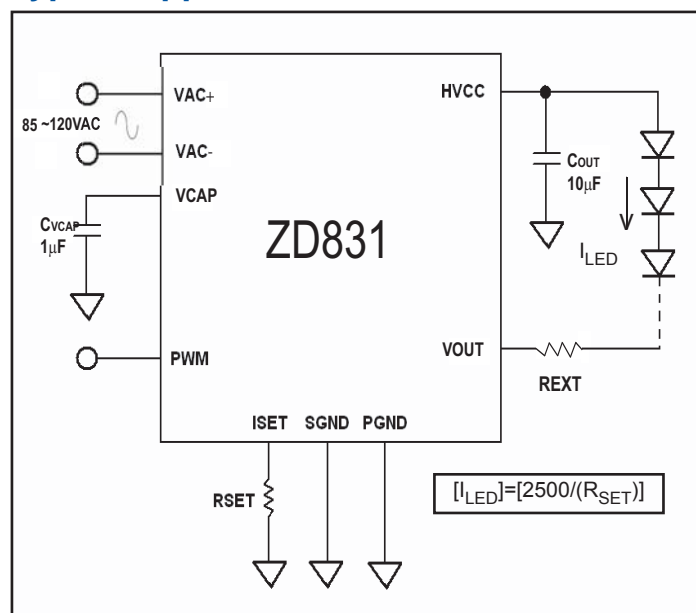 VAC+
HVCC
85 ~120VAC
VAC-
COUT
10μF
VCAP
CVCAP
1μF
ZD831
ILED
PWM
VOUT
REXT
ISET SGND PGND
RSET
[ILED]=[2500/(RSET)]